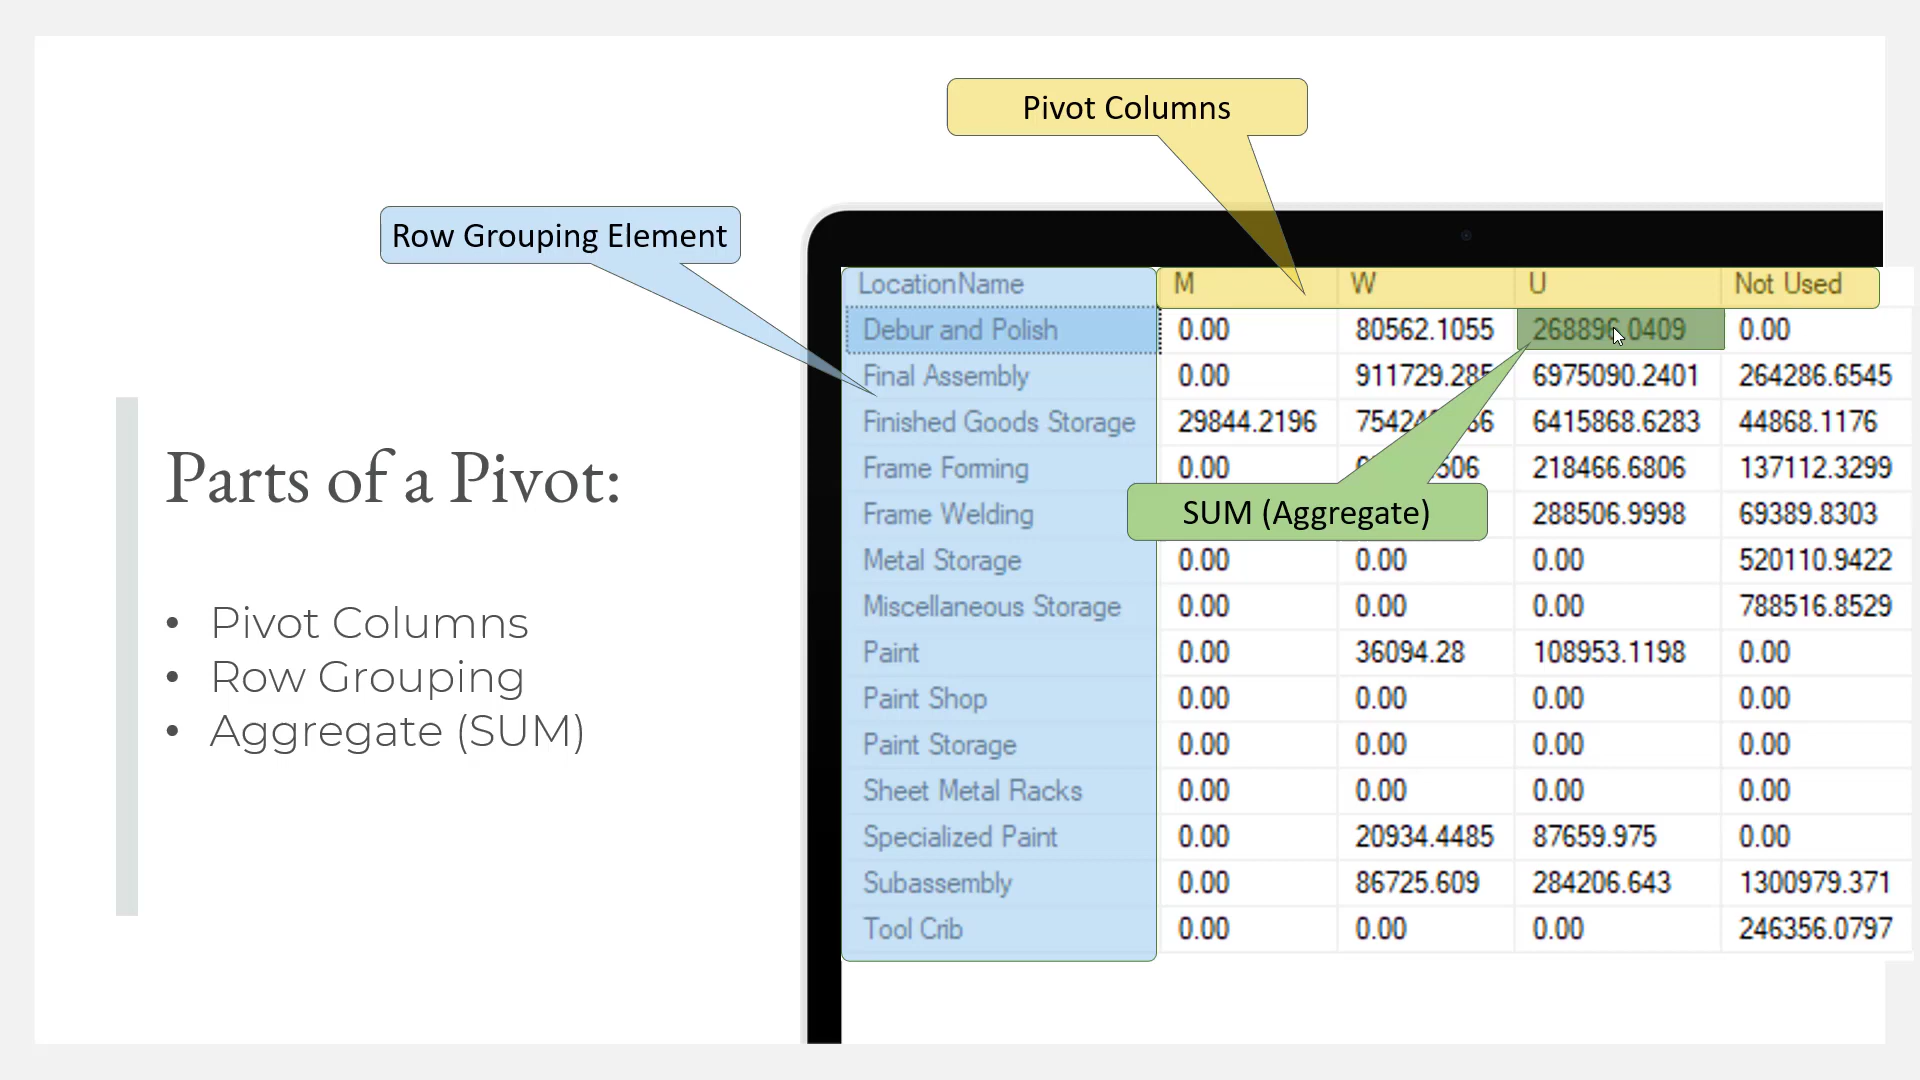 Pivot Columns
Row Grouping Element
Parts of a Pivot:
• Pivot Columns
• Row Grouping
• Aggregate (SUM)
LocationName M W U Not Used
Debur and Polish 0.00 80562.1055 268896.0409 0.00
Final Assembly 0.00 911729.285 6975090.2401 264286.6545
Finished Goods Storage 29844.2196 6415868.6283 44868.1176
Frame Forming 0.00 218466.6806 137112.3299
SUM (Aggregate)
Frame Welding 288506.9998 69389.8303
Metal Storage 0.00 0.00 0.00 520110.9422
Miscellaneous Storage 0.00 0.00 0.00 788516.8529
Paint 0.00 36094.28 108953.1198 0.00
Paint Shop 0.00 0.00 0.00 0.00
Paint Storage 0.00 0.00 0.00 0.00
Sheet Metal Racks 0.00 0.00 0.00 0.00
Specialized Paint 0.00 20934.4485 87659.975 0.00
Subassembly 0.00 86725.609 284206.643 1300979.371
Tool Crib 0.00 0.00 0.00 246356.0797